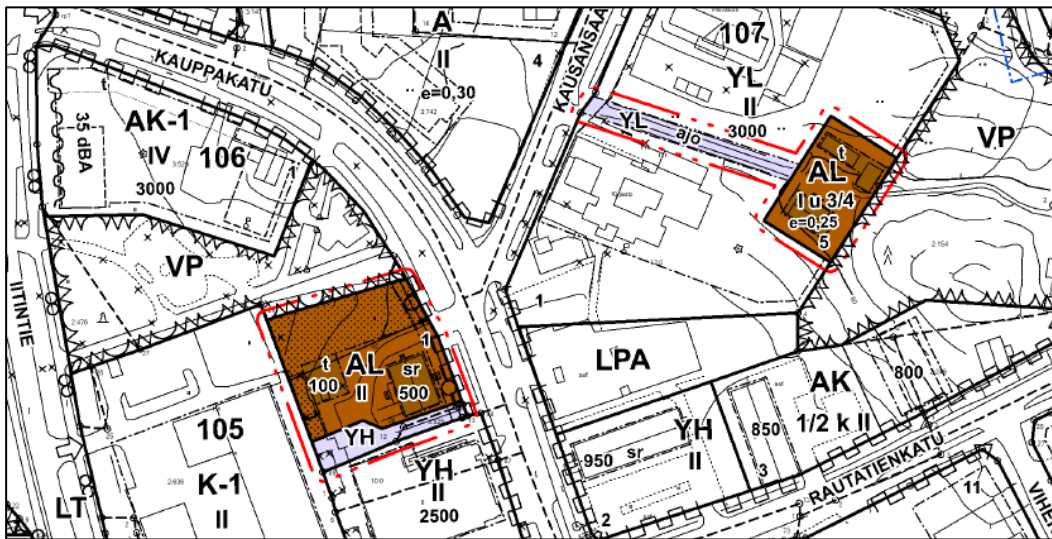 KAUPPAKATU
t
35 dBA
AK-1
IV
106
3000
1
VP
A
II
e=0,30
4
KAUSANSAA
107
YL
II
3000
YL
ajo
t
AL
I u 3/4
e=0,25
5
VP
IITINTIE
1
t
100
AL
II
sr
500
YH
105
K-1
II
LT
YH
II
2500
1
LPA
950
sr
YH
II
850
3
AK
1/2 k II
800
RAUTATIENKATU
11
VIHE
2